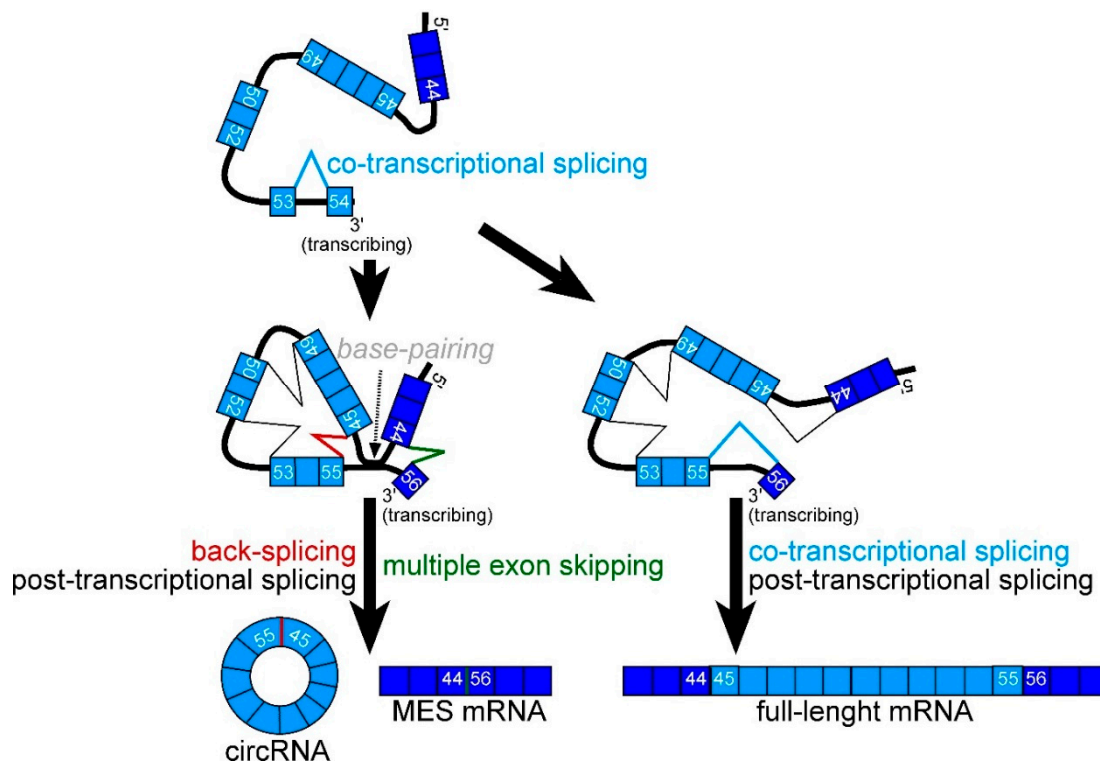 5'
44
49
45
50
52
co-transcriptional splicing
53
54
3'
(transcribing)
base-pairing
49
50
52
45
5'
44
53
55
56
3'
(transcribing)
49
45
50
52
44
5'
53
55
56
3'
(transcribing)
back-splicing
post-transcriptional splicing
multiple exon skipping
co-transcriptional splicing
post-transcriptional splicing
55 45
circRNA
44 56
MES mRNA
44 45 55 56
full-lenght mRNA